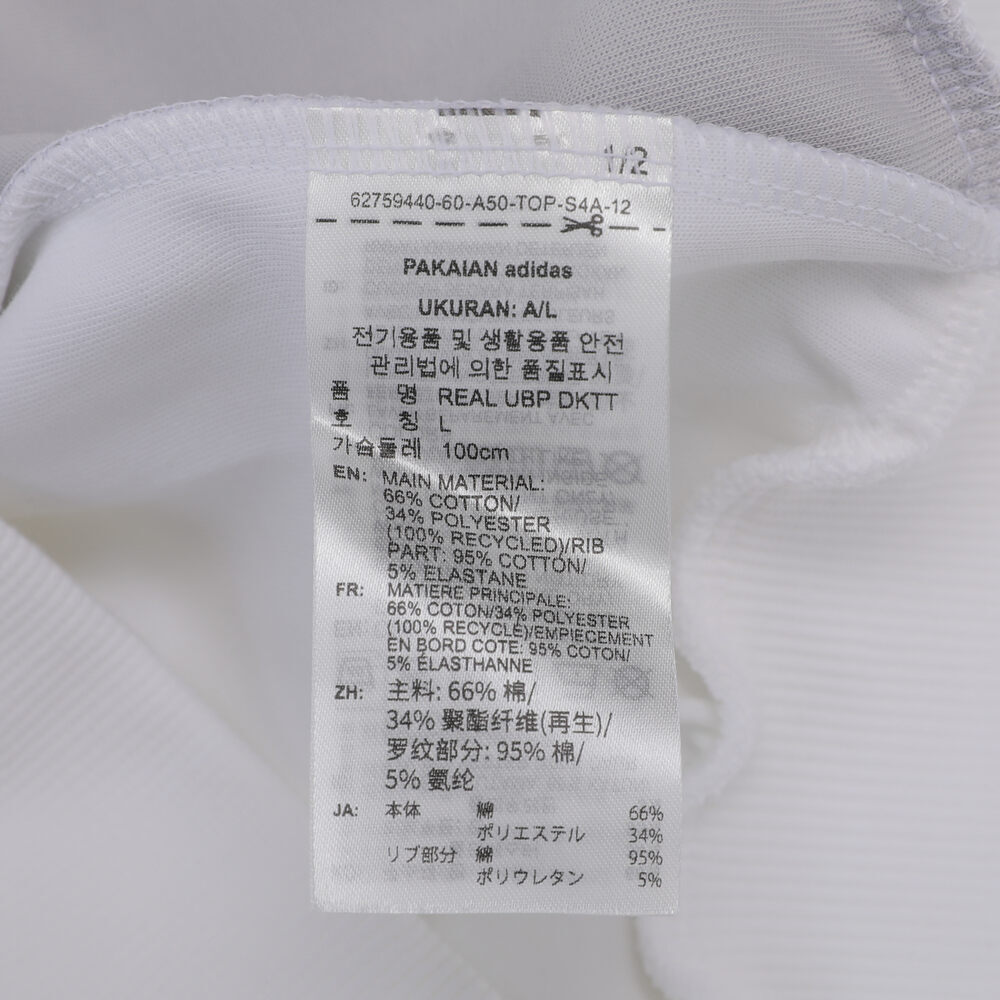 1/2
62759440-60-A50-TOP-S4A-12
PAKAIAN adidas
UKURAN: A/L
전기용품 및 생활용품 안전
관리법에 의한 품질표시
품 명 REAL UBP DKTT
호 칭 L
가슴둘레 100cm
EN: MAIN MATERIAL:
66% COTTON/
34% POLYESTER
(100% RECYCLED)/RIB
PART: 95% COTTON/
5% ELASTANE
FR: MATIERE PRINCIPALE:
66% COTON/34% POLYESTER
(100% RECYCLÉ)/EMPIECEMENT
EN BORD COTE: 95% COTON/
5% ÉLASTHANNE
ZH: 主料: 66% 棉/
34% 聚酯纤维(再生)/
罗纹部分: 95% 棉/
5% 氨纶
JA: 本体 綿 66%
ポリエステル 34%
リブ部分 綿 95%
ポリウレタン 5%